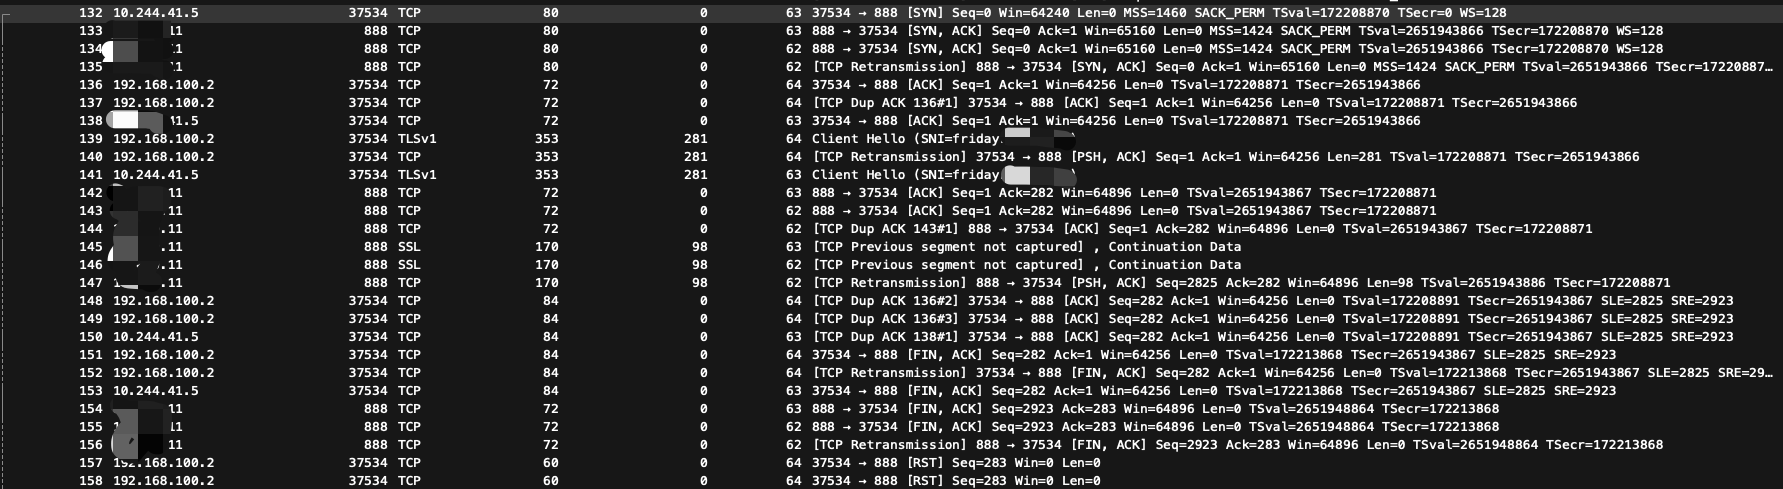 132 10.244.41.5 37534 TCP 80 0 63 37534 → 888 [SYN] Seq=0 Win=64240 Len=0 MSS=1460 SACK_PERM TSval=172208870 TSecr=0 WS=128
133 .11 888 TCP 80 0 63 888 → 37534 [SYN, ACK] Seq=0 Ack=1 Win=65160 Len=0 MSS=1424 SACK_PERM TSval=2651943866 TSecr=172208870 WS=128
134 .1 888 TCP 80 0 62 888 → 37534 [SYN, ACK] Seq=0 Ack=1 Win=65160 Len=0 MSS=1424 SACK_PERM TSval=2651943866 TSecr=172208870 WS=128
135 .1 888 TCP 80 0 62 [TCP Retransmission] 888 → 37534 [SYN, ACK] Seq=0 Ack=1 Win=65160 Len=0 MSS=1424 SACK_PERM TSval=2651943866 TSecr=17220887…
136 192.168.100.2 37534 TCP 72 0 64 37534 → 888 [ACK] Seq=1 Ack=1 Win=64256 Len=0 TSval=172208871 TSecr=2651943866
137 192.168.100.2 37534 TCP 72 0 64 [TCP Dup ACK 136#1] 37534 → 888 [ACK] Seq=1 Ack=1 Win=64256 Len=0 TSval=172208871 TSecr=2651943866
138 1.5 37534 TCP 72 0 63 37534 → 888 [ACK] Seq=1 Ack=1 Win=64256 Len=0 TSval=172208871 TSecr=2651943866
139 192.168.100.2 37534 TLSv1 353 281 64 Client Hello (SNI=friday.
140 192.168.100.2 37534 TCP 353 281 64 [TCP Retransmission] 37534 → 888 [PSH, ACK] Seq=1 Ack=1 Win=64256 Len=281 TSval=172208871 TSecr=2651943866
141 10.244.41.5 37534 TLSv1 353 281 63 Client Hello (SNI=friday
142 .11 888 TCP 72 0 63 888 → 37534 [ACK] Seq=1 Ack=282 Win=64896 Len=0 TSval=2651943867 TSecr=172208871
143 .11 888 TCP 72 0 62 888 → 37534 [ACK] Seq=1 Ack=282 Win=64896 Len=0 TSval=2651943867 TSecr=172208871
144 .11 888 TCP 72 0 62 [TCP Dup ACK 143#1] 888 → 37534 [ACK] Seq=1 Ack=282 Win=64896 Len=0 TSval=2651943867 TSecr=172208871
145 .11 888 SSL 170 98 63 [TCP Previous segment not captured] , Continuation Data
146 .11 888 SSL 170 98 62 [TCP Previous segment not captured] , Continuation Data
147 .11 888 TCP 170 98 62 [TCP Retransmission] 888 → 37534 [PSH, ACK] Seq=2825 Ack=282 Win=64896 Len=98 TSval=2651943886 TSecr=172208871
148 192.168.100.2 37534 TCP 84 0 64 [TCP Dup ACK 136#2] 37534 → 888 [ACK] Seq=282 Ack=1 Win=64256 Len=0 TSval=172208891 TSecr=2651943867 SLE=2825 SRE=2923
149 192.168.100.2 37534 TCP 84 0 64 [TCP Dup ACK 136#3] 37534 → 888 [ACK] Seq=282 Ack=1 Win=64256 Len=0 TSval=172208891 TSecr=2651943867 SLE=2825 SRE=2923
150 10.244.41.5 37534 TCP 84 0 63 [TCP Dup ACK 138#1] 37534 → 888 [ACK] Seq=282 Ack=1 Win=64256 Len=0 TSval=172208891 TSecr=2651943867 SLE=2825 SRE=2923
151 192.168.100.2 37534 TCP 84 0 64 37534 → 888 [FIN, ACK] Seq=282 Ack=1 Win=64256 Len=0 TSval=172213868 TSecr=2651943867 SLE=2825 SRE=2923
152 192.168.100.2 37534 TCP 84 0 64 [TCP Retransmission] 37534 → 888 [FIN, ACK] Seq=282 Ack=1 Win=64256 Len=0 TSval=172213868 TSecr=2651943867 SLE=2825 SRE=29…
153 10.244.41.5 37534 TCP 84 0 63 37534 → 888 [FIN, ACK] Seq=282 Ack=1 Win=64256 Len=0 TSval=172213868 TSecr=2651943867 SLE=2825 SRE=2923
154 11 888 TCP 72 0 63 888 → 37534 [FIN, ACK] Seq=2923 Ack=283 Win=64896 Len=0 TSval=2651948864 TSecr=172213868
155 11 888 TCP 72 0 62 888 → 37534 [FIN, ACK] Seq=2923 Ack=283 Win=64896 Len=0 TSval=2651948864 TSecr=172213868
156 11 888 TCP 72 0 62 [TCP Retransmission] 888 → 37534 [FIN, ACK] Seq=2923 Ack=283 Win=64896 Len=0 TSval=2651948864 TSecr=172213868
157 192.168.100.2 37534 TCP 60 0 64 37534 → 888 [RST] Seq=283 Win=0 Len=0
158 192.168.100.2 37534 TCP 60 0 64 37534 → 888 [RST] Seq=283 Win=0 Len=0